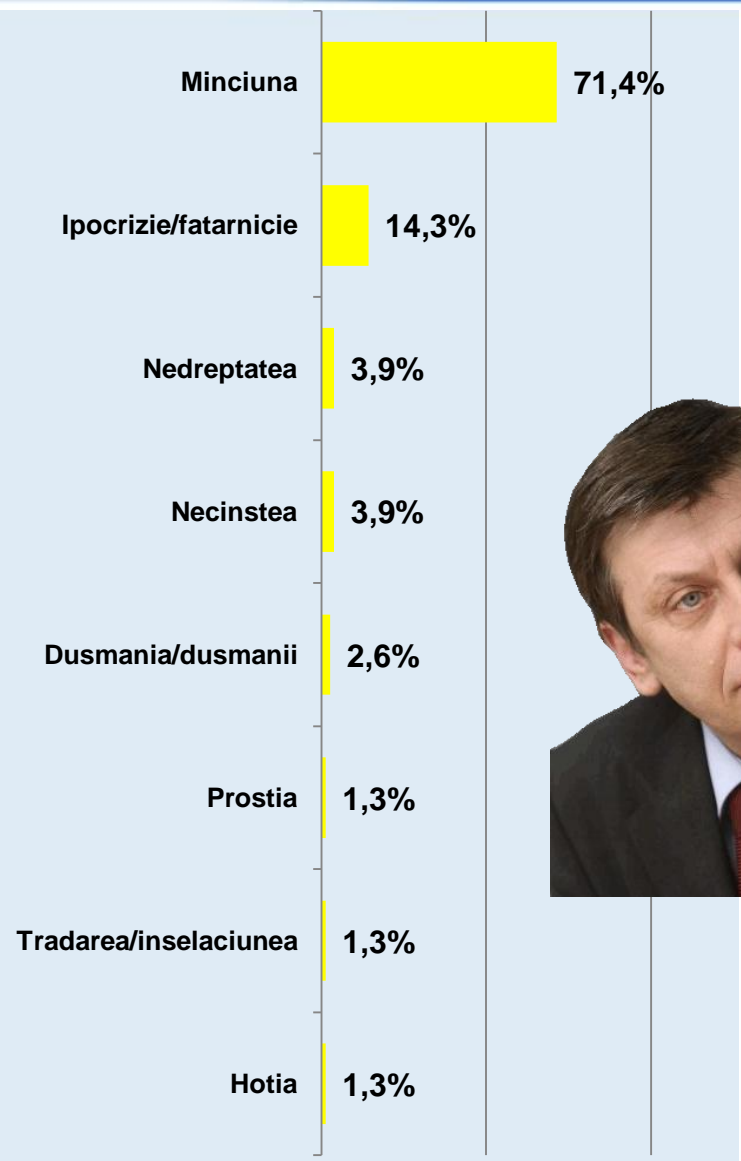 Minciuna 71,4%
Ipocrizie/fatarnicie 14,3%
Nedreptatea 3,9%
Necinstea 3,9%
Dusmania/dusmanii 2,6%
Prostia 1,3%
Tradarea/inselaciunea 1,3%
Hotia 1,3%